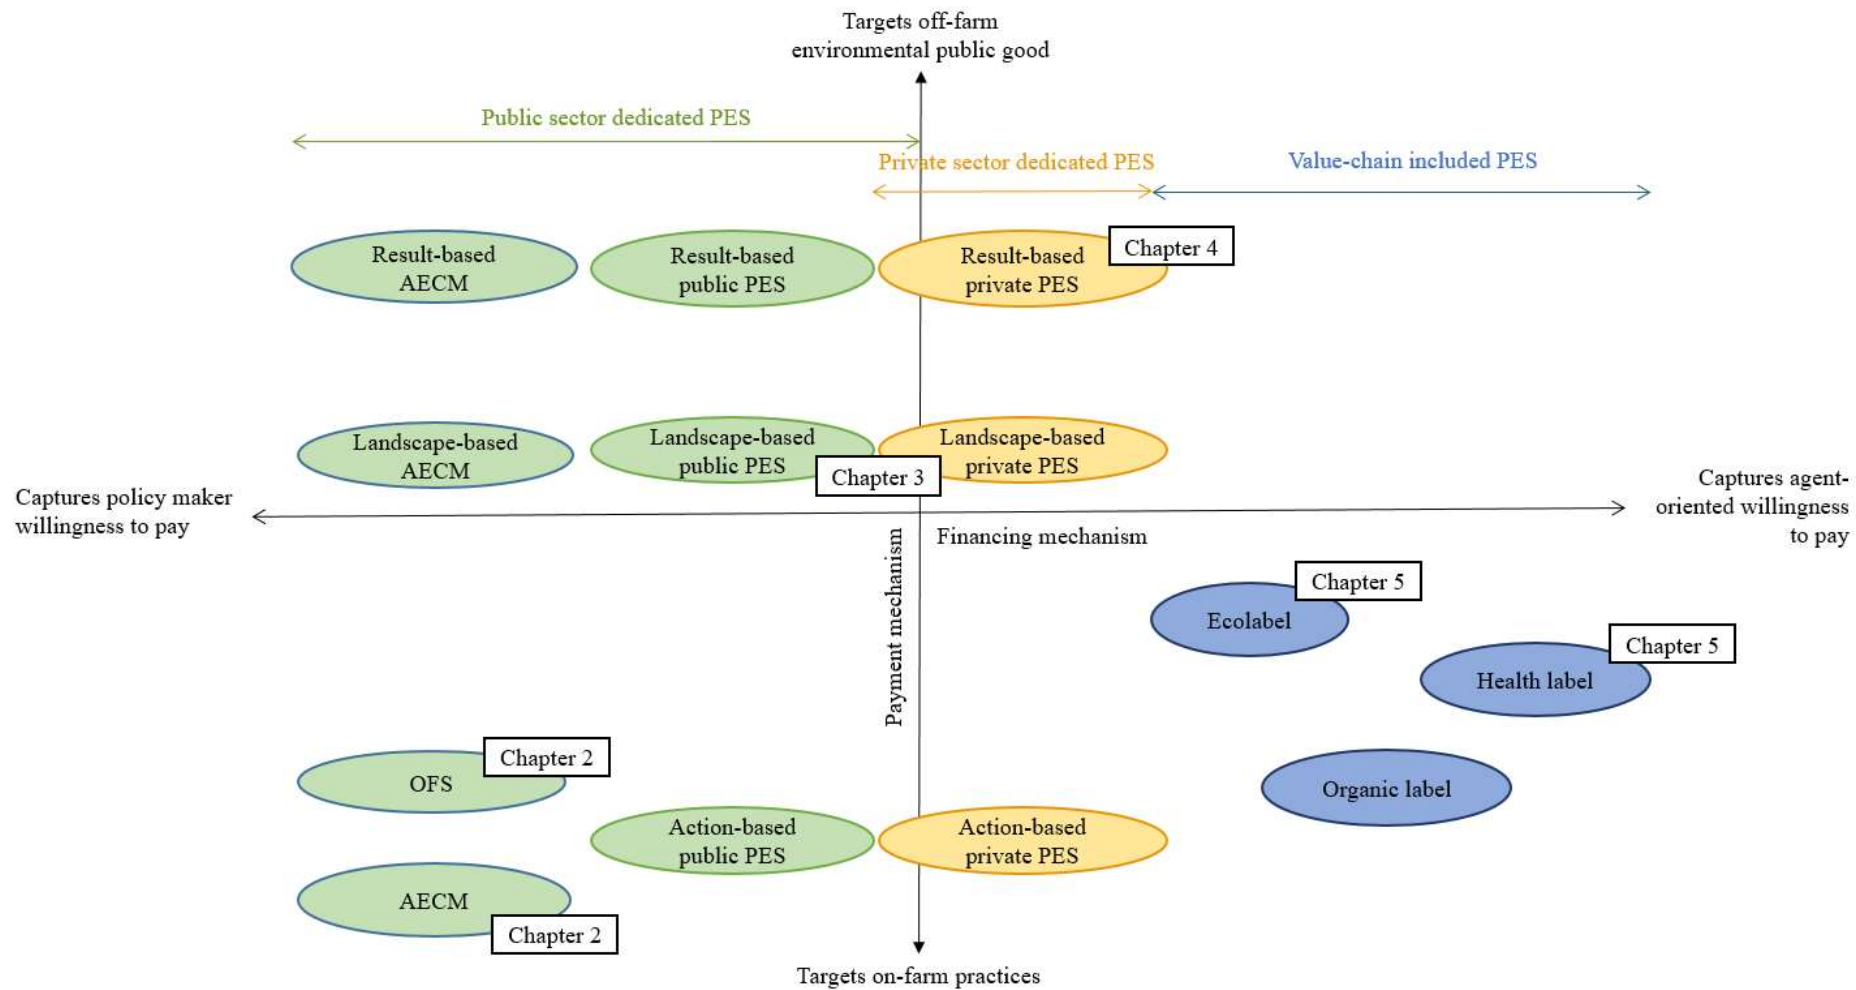 Targets off-farm
environmental public good
Public sector dedicated PES
Private sector dedicated PES
Value-chain included PES
Result-based
AECM
Result-based
public PES
Result-based
private PES
Chapter 4
Landscape-based
AECM
Landscape-based
public PES
Landscape-based
private PES
Chapter 3
Captures policy maker
willingness to pay
Captures agent-
oriented willingness
to pay
Financing mechanism
Payment mechanism
Chapter 5
Ecolabel
Chapter 5
Health label
Chapter 2
OFS
Organic label
Action-based
public PES
Action-based
private PES
AECM
Chapter 2
Targets on-farm practices